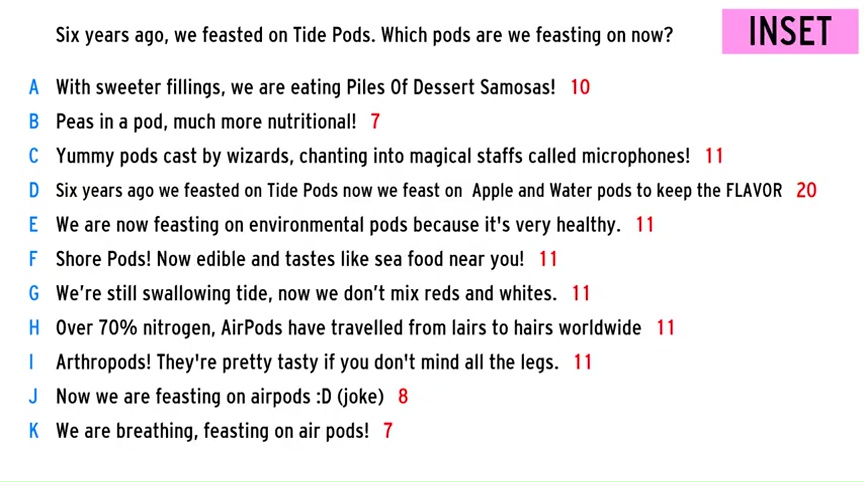 Six years ago, we feasted on Tide Pods. Which pods are we feasting on now?
INSET
A With sweeter fillings, we are eating Piles Of Dessert Samosas! 10
B Peas in a pod, much more nutritional! 7
C Yummy pods cast by wizards, chanting into magical staffs called microphones! 11
D Six years ago we feasted on Tide Pods now we feast on Apple and Water pods to keep the FLAVOR 20
E We are now feasting on environmental pods because it's very healthy. 11
F Shore Pods! Now edible and tastes like sea food near you! 11
G We're still swallowing tide, now we don't mix reds and whites. 11
H Over 70% nitrogen, AirPods have travelled from lairs to hairs worldwide 11
I Arthropods! They're pretty tasty if you don't mind all the legs. 11
J Now we are feasting on airpods :D (joke) 8
K We are breathing, feasting on air pods! 7